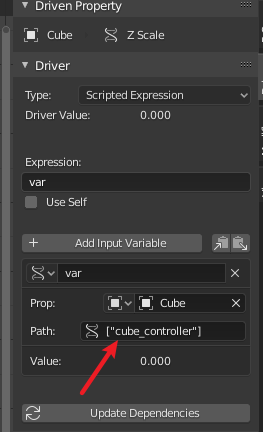 Driven Property
Cube Z Scale
Driver
Type: Scripted Expression
Driver Value: 0.000
Expression:
var
Use Self
+ Add Input Variable
var
Prop: Cube
Path: ["cube_controller"]
Value: 0.000
Update Dependencies